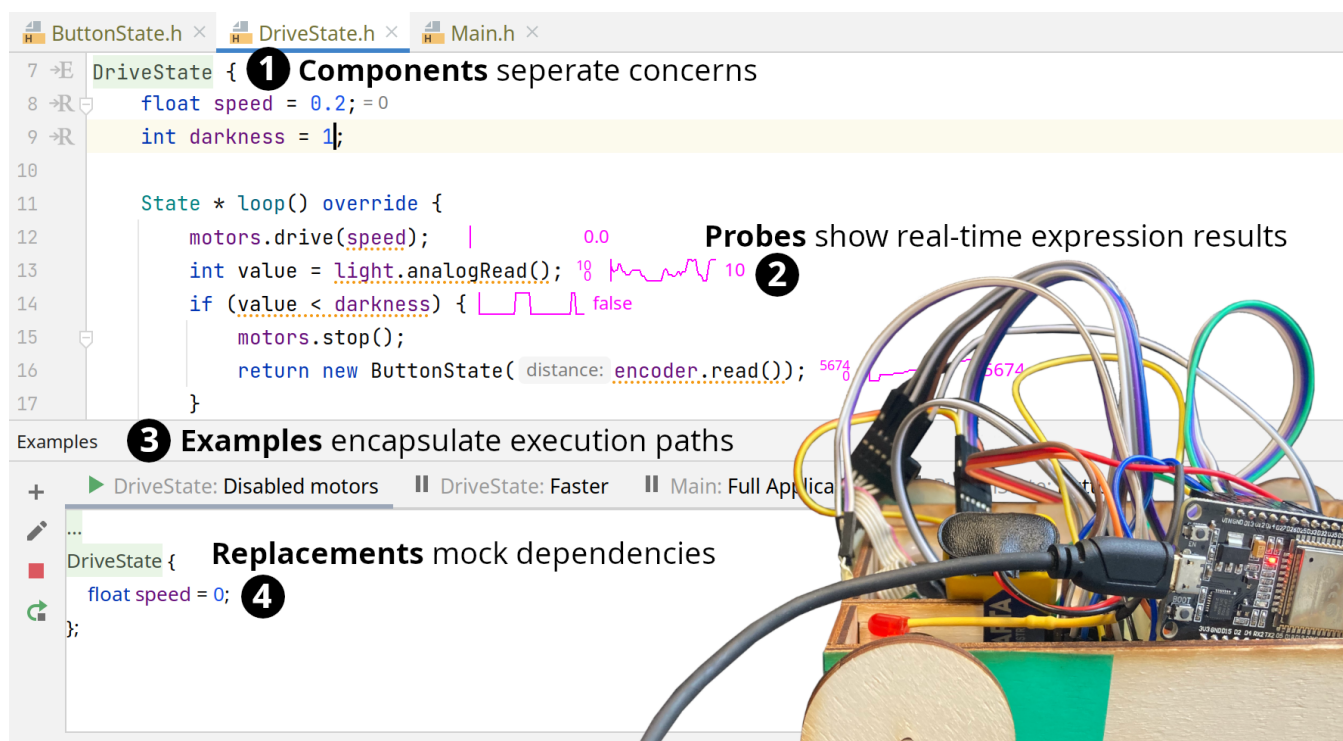 ButtonState.h × DriveState.h × Main.h ×
7 →E DriveState { 1 Components seperate concerns
8 →R float speed = 0.2; = 0
9 →R int darkness = 1;
10
11 State * loop() override {
12 motors.drive(speed); 0.0 Probes show real-time expression results
13 int value = light.analogRead(); 10 0 10 2
14 if (value < darkness) { false
15 motors.stop();
16 return new ButtonState( distance: encoder.read()); 5674 0 5674
17 }
Examples 3 Examples encapsulate execution paths
DriveState: Disabled motors DriveState: Faster Main: Full Applica
...
DriveState { Replacements mock dependencies
float speed = 0; 4
};
EN
BOOT